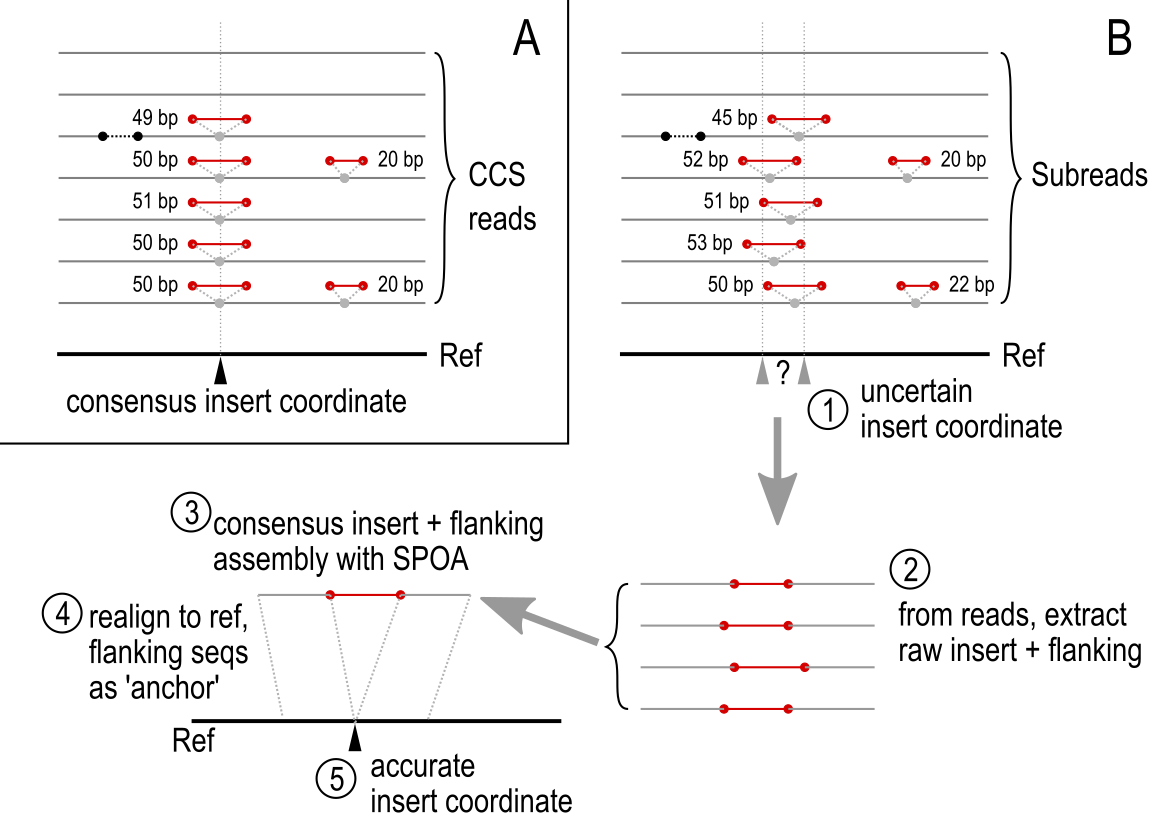 A
49 bp
50 bp
20 bp
51 bp
50 bp
50 bp
20 bp
CCS
reads
Ref
consensus insert coordinate
B
45 bp
52 bp
20 bp
51 bp
53 bp
50 bp
22 bp
Subreads
Ref
?
1
uncertain
insert coordinate
2
from reads, extract
raw insert + flanking
3
consensus insert + flanking
assembly with SPOA
4
realign to ref,
flanking seqs
as 'anchor'
Ref
5
accurate
insert coordinate